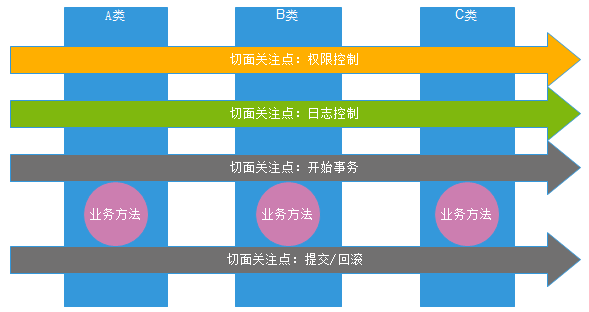 A类 B类 C类
切面关注点：权限控制
切面关注点：日志控制
切面关注点：开始事务
业务方法 业务方法 业务方法
切面关注点：提交/回滚